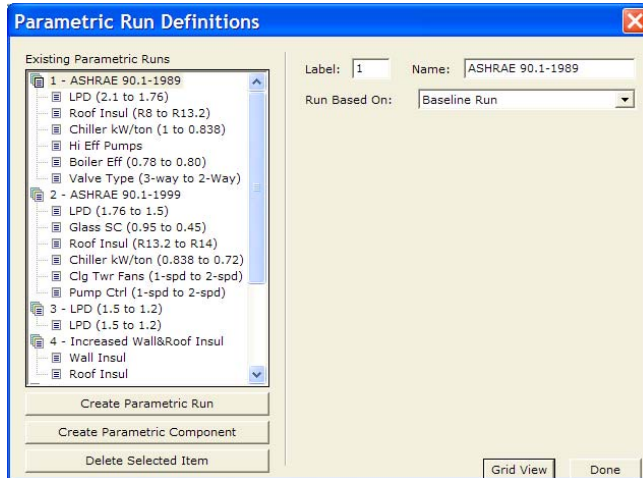 Parametric Run Definitions
Existing Parametric Runs
1 - ASHRAE 90.1-1989
LPD (2.1 to 1.76)
Roof Insul (R8 to R13.2)
Chiller kW/ton (1 to 0.838)
Hi Eff Pumps
Boiler Eff (0.78 to 0.80)
Valve Type (3-way to 2-Way)
2 - ASHRAE 90.1-1999
LPD (1.76 to 1.5)
Glass SC (0.95 to 0.45)
Roof Insul (R13.2 to R14)
Chiller kW/ton (0.838 to 0.72)
Clg Twr Fans (1-spd to 2-spd)
Pump Ctrl (1-spd to 2-spd)
3 - LPD (1.5 to 1.2)
LPD (1.5 to 1.2)
4 - Increased Wall&Roof Insul
Wall Insul
Roof Insul
Create Parametric Run
Create Parametric Component
Delete Selected Item
Label: 1 Name: ASHRAE 90.1-1989
Run Based On: Baseline Run
Grid View Done